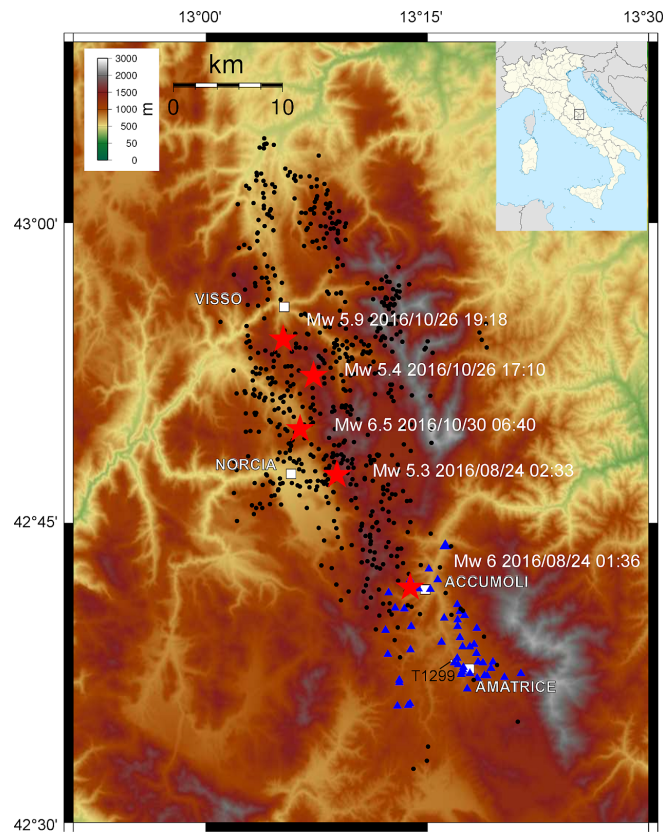 13°00'
13°15'
13°30'
km
0
10
3000
2000
1500
1000
500
50
0
m
43°00'
VISSO
Mw 5.9 2016/10/26 19:18
Mw 5.4 2016/10/26 17:10
Mw 6.5 2016/10/30 06:40
NORCIA
Mw 5.3 2016/08/24 02:33
42°45'
Mw 6 2016/08/24 01:36
ACCUMOLI
T1299
AMATRICE
42°30'